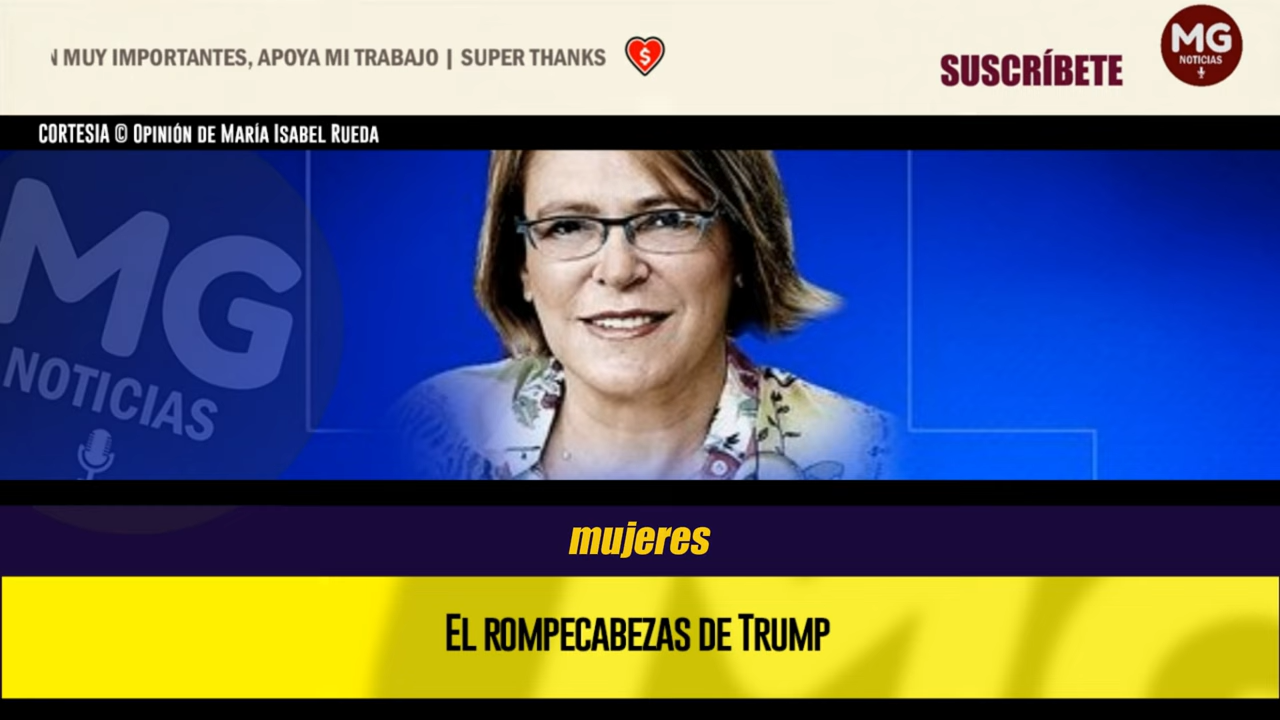 MUY IMPORTANTES, APOYA MI TRABAJO | SUPER THANKS
$
SUSCRÍBETE
MG
NOTICIAS
CORTESIA © Opinión de María Isabel Rueda
MG
NOTICIAS
mujeres
El rompecabezas de Trump